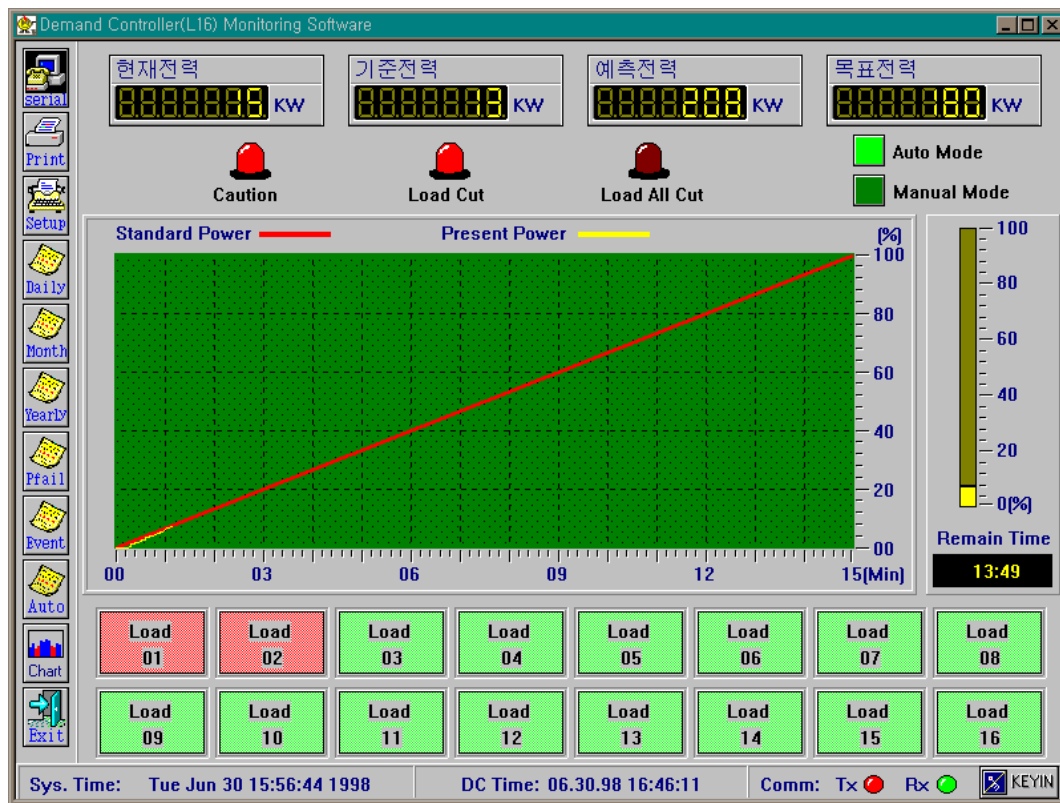 Demand Controller(L16) Monitoring Software
serial
Print
Setup
Daily
Month
Yearly
Pfail
Event
Auto
Chart
Exit
현재전력
15 KW
기준전력
13 KW
예측전력
208 KW
목표전력
180 KW
Caution
Load Cut
Load All Cut
Auto Mode
Manual Mode
Standard Power
Present Power
(%)
100
80
60
40
20
00
00 03 06 09 12 15(Min)
100
80
60
40
20
0(%)
Remain Time
13:49
Load 01
Load 02
Load 03
Load 04
Load 05
Load 06
Load 07
Load 08
Load 09
Load 10
Load 11
Load 12
Load 13
Load 14
Load 15
Load 16
Sys. Time: Tue Jun 30 15:56:44 1998
DC Time: 06.30.98 16:46:11
Comm: Tx Rx
KEYIN